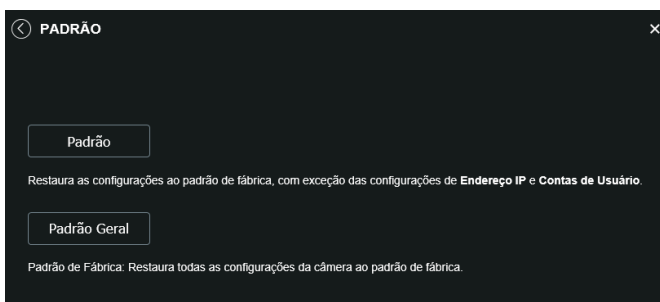 PADRÃO
Padrão
Restaura as configurações ao padrão de fábrica, com exceção das configurações de Endereço IP e Contas de Usuário.
Padrão Geral
Padrão de Fábrica: Restaura todas as configurações da câmera ao padrão de fábrica.